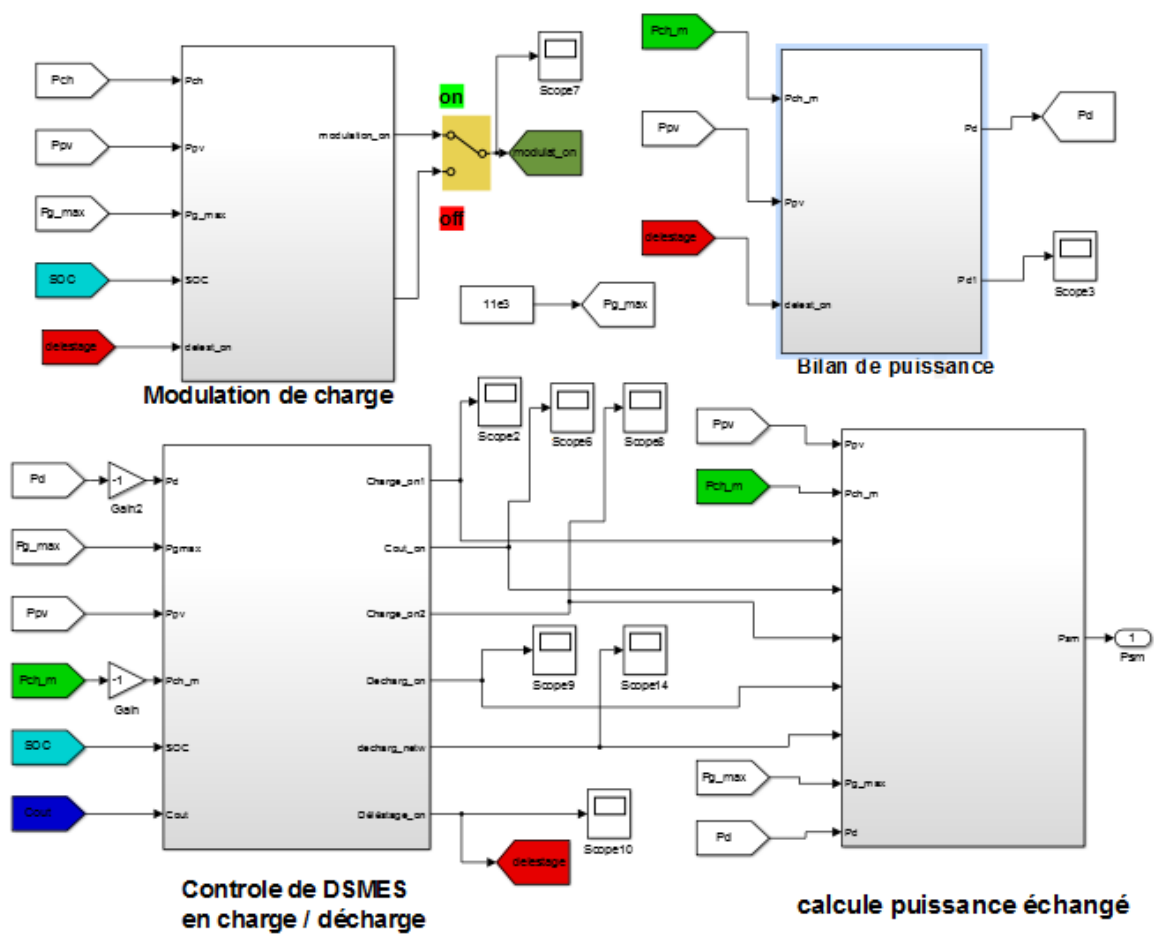 Pch
Ppv
Pg_max
SOC
delestage
Pch
Ppv
Pg_max
SOC
delest_on
modulation_on
on
off
modulat_on
Scope7
Modulation de charge
Pch_m
Ppv
delestage
Pch_m
Ppv
delest_on
Pd
Pd1
Pd
Scope3
Bilan de puissance
11e3
Pg_max
Pd
-1
Gain2
Pg_max
Ppv
Pch_m
-1
Gain
SOC
Cout
Pd
Pgmax
Ppv
Pch_m
SOC
Cout
Charge_on1
Cout_on
Charge_on2
Decharg_on
decharg_netw
Déléstage_on
Scope2
Scope6
Scope8
Scope9
Scope14
Scope10
delestage
Controle de DSMES
en charge / décharge
Ppv
Pch_m
Pg_max
Pd
Ppv
Pch_m
Pg_max
Pd
Psm
1
Psm
calcule puissance échangé